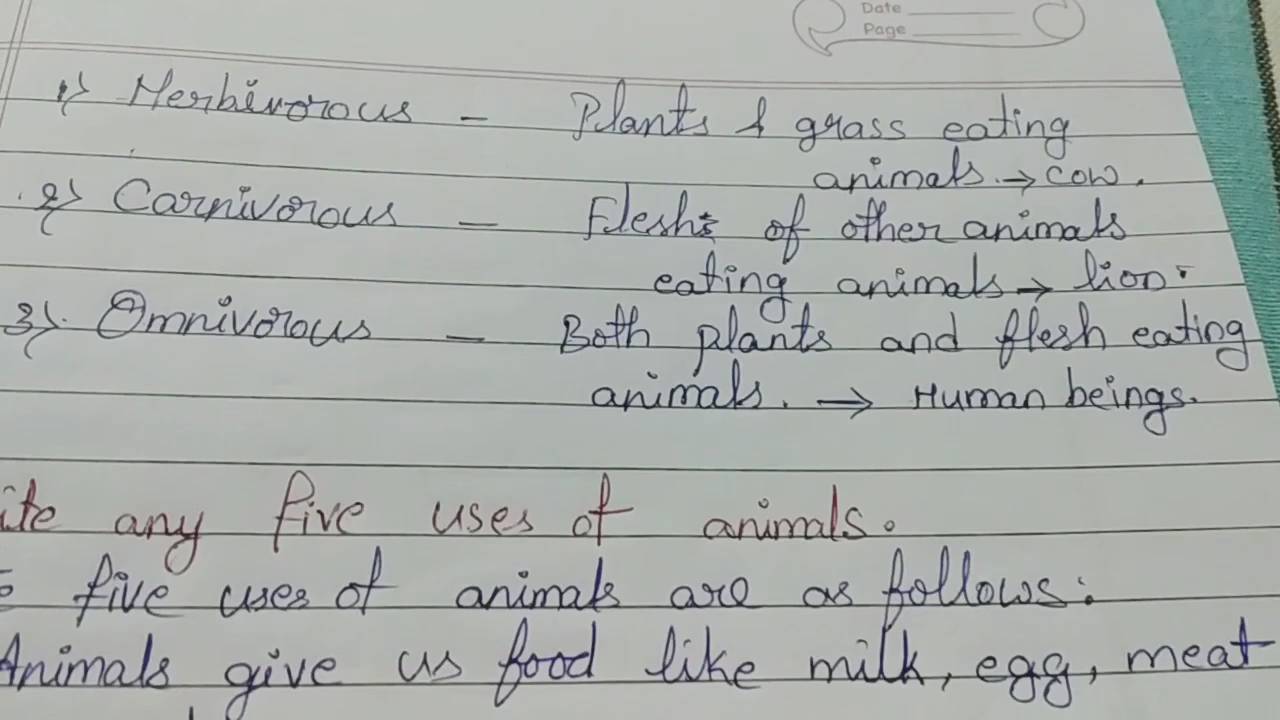 Date
Page
1) Herbivorous - Plants & grass eating
animals. → cow.
2) Carnivorous - Flesh of other animals
eating animals → lion.
3) Omnivorous - Both plants and flesh eating
animals. → Human beings.
ite any five uses of animals.
five uses of animals are as follows:
Animals give us food like milk, egg, meat